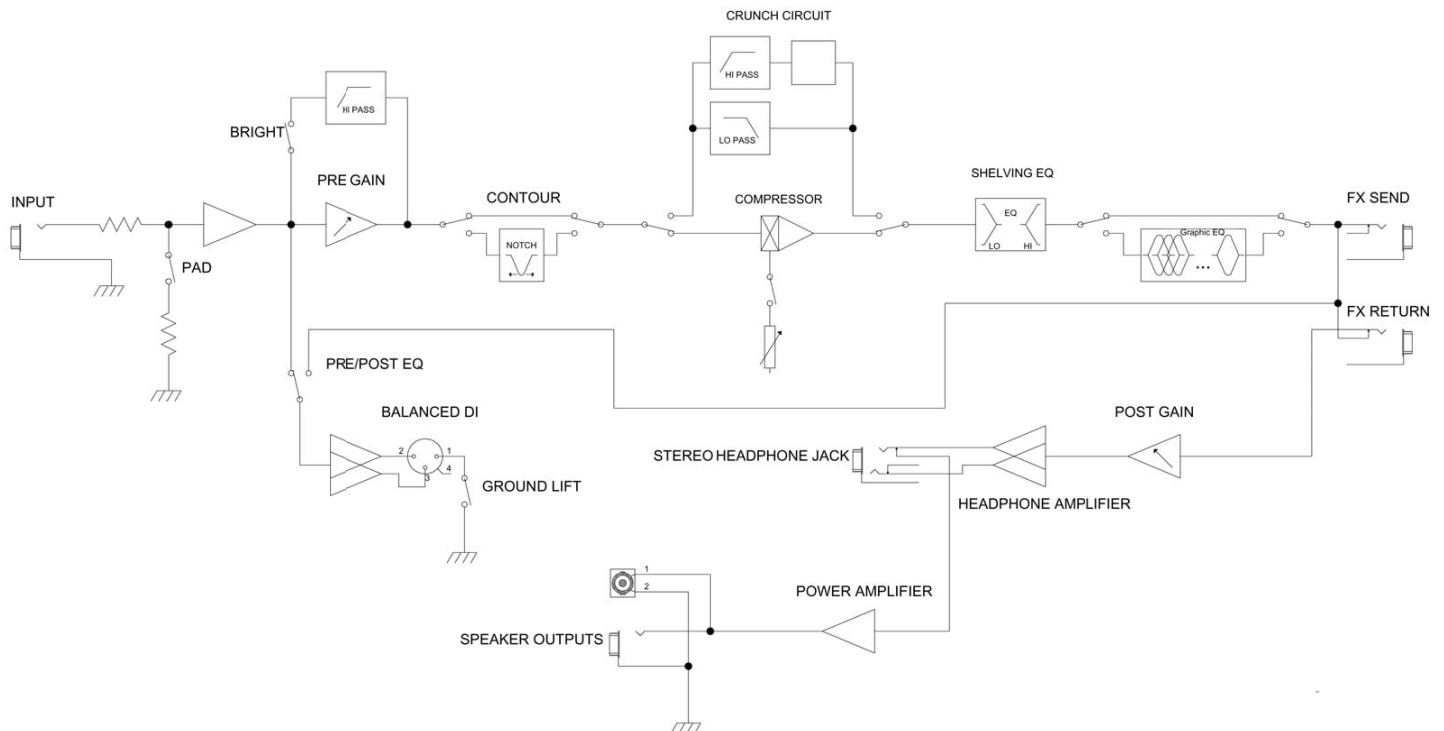 CRUNCH CIRCUIT
HI PASS
HI PASS
BRIGHT
LO PASS
PRE GAIN
SHELVING EQ
INPUT
CONTOUR
COMPRESSOR
FX SEND
EQ
LO HI
NOTCH
Graphic EQ
...
PAD
FX RETURN
PRE/POST EQ
BALANCED DI
POST GAIN
2 1
4
3
STEREO HEADPHONE JACK
GROUND LIFT
HEADPHONE AMPLIFIER
1
2
POWER AMPLIFIER
SPEAKER OUTPUTS